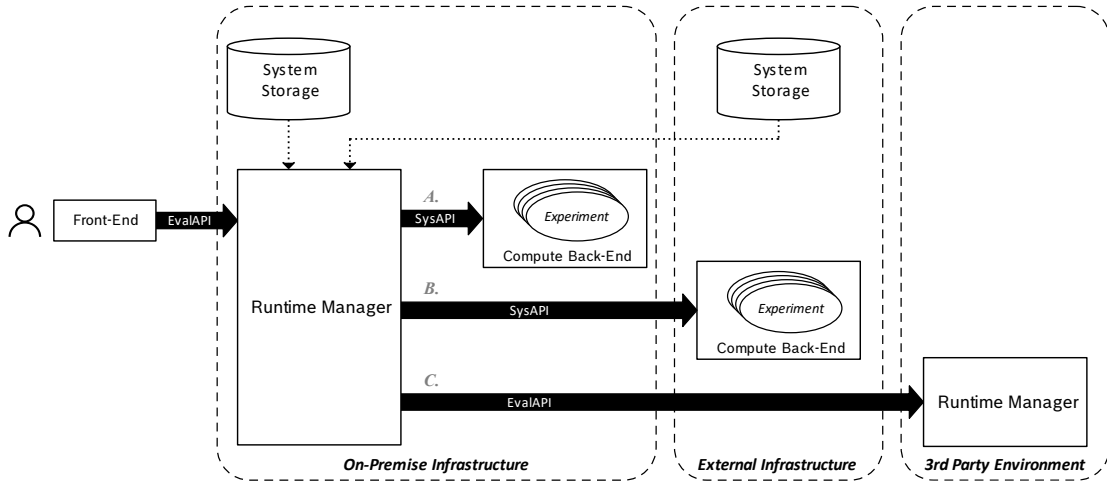 System
Storage
System
Storage
Front-End
EvalAPI
Runtime Manager
A.
SysAPI
Experiment
Compute Back-End
B.
SysAPI
Experiment
Compute Back-End
C.
EvalAPI
Runtime Manager
On-Premise Infrastructure
External Infrastructure
3rd Party Environment